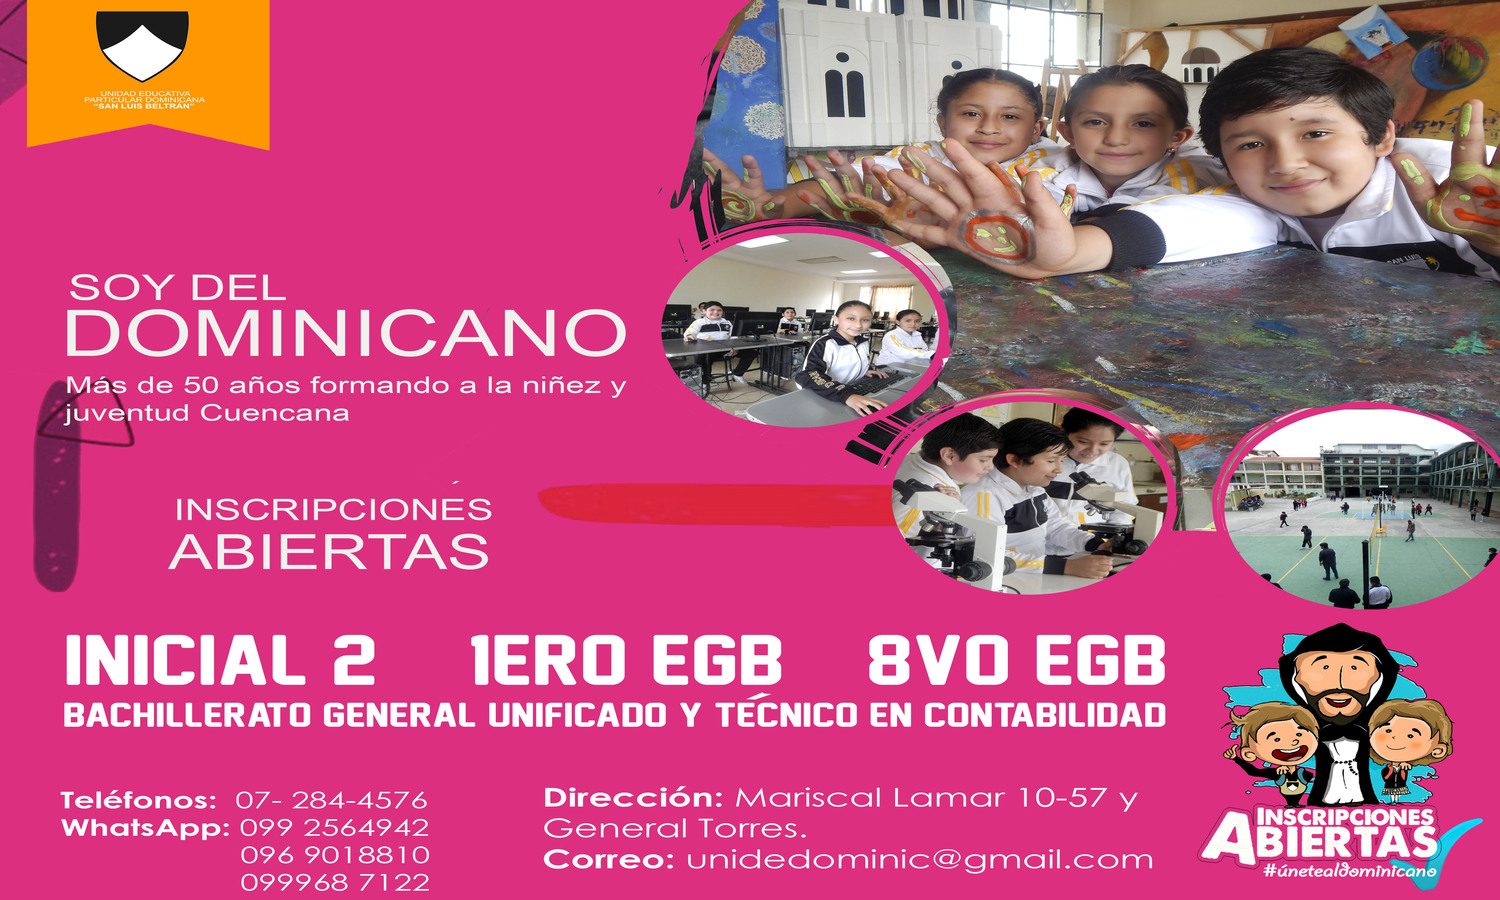 UNIDAD EDUCATIVA
PARTICULAR DOMINICANA
"SAN LUIS BELTRÁN"
SAN LUIS
SOY DEL
DOMINICANO
Más de 50 años formando a la niñez y
juventud Cuencana
INSCRIPCIONÉS
ABIERTAS
INICIAL 2 1ERO EGB 8VO EGB
BACHILLERATO GENERAL UNIFICADO Y TÉCNICO EN CONTABILIDAD
Teléfonos: 07- 284-4576
WhatsApp: 099 2564942
096 9018810
099968 7122
Dirección: Mariscal Lamar 10-57 y
General Torres.
Correo: unidedominic@gmail.com
INSCRIPCIONES
ABIERTAS
#únetealdominicano